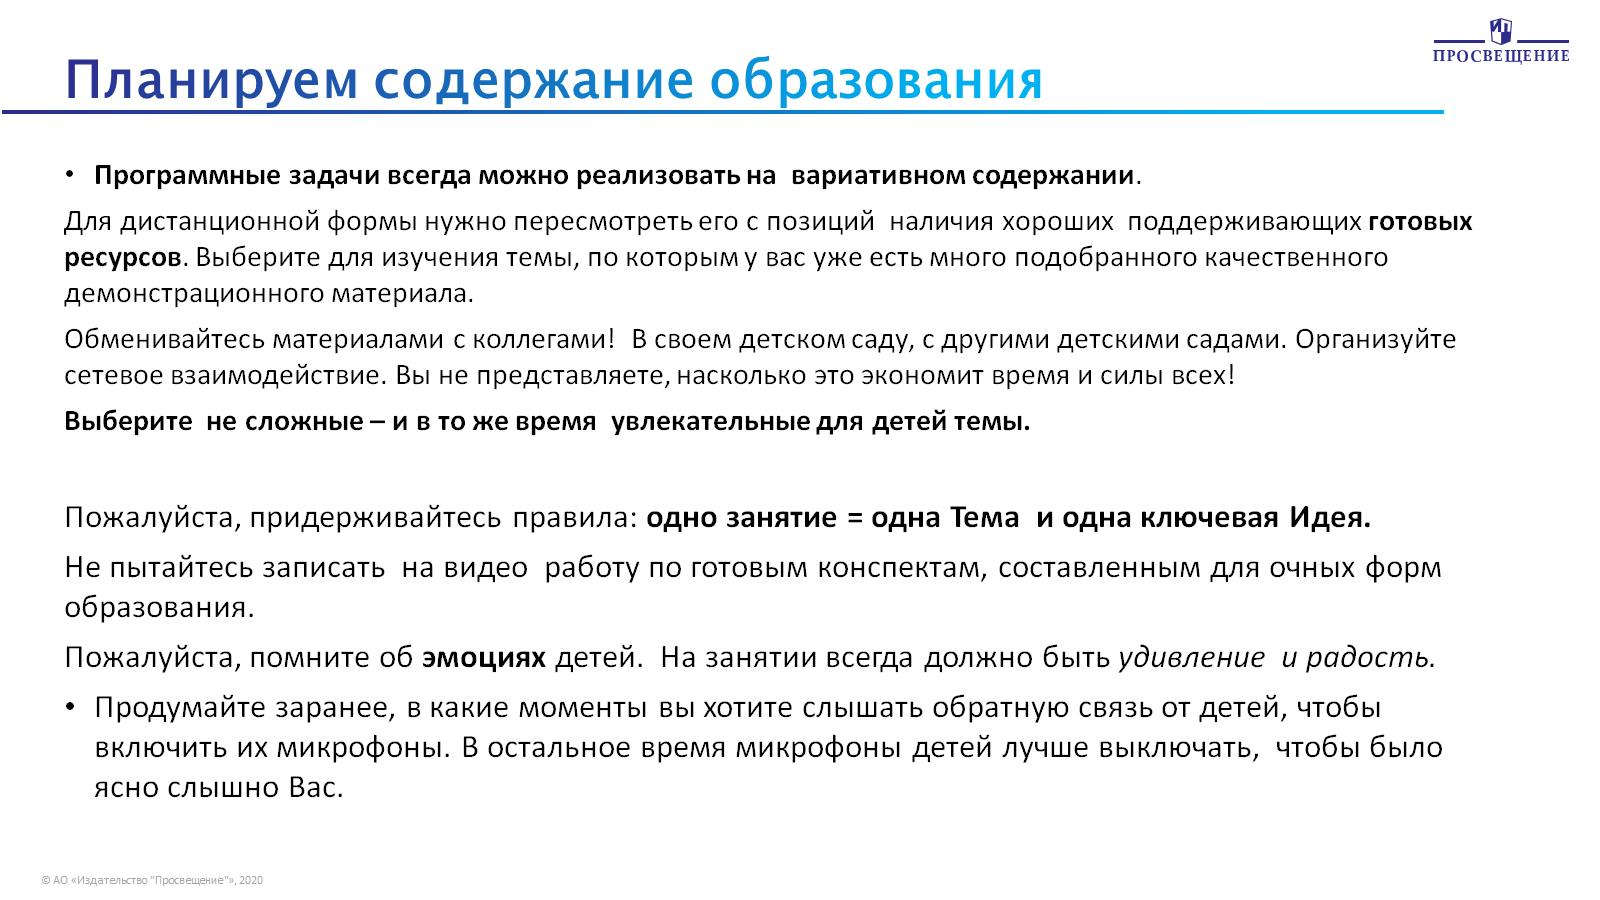 ПРОСВЕЩЕНИЕ
Планируем содержание образования
• Программные задачи всегда можно реализовать на вариативном содержании.
Для дистанционной формы нужно пересмотреть его с позиций наличия хороших поддерживающих готовых
ресурсов. Выберите для изучения темы, по которым у вас уже есть много подобранного качественного
демонстрационного материала.
Обменивайтесь материалами с коллегами! В своем детском саду, с другими детскими садами. Организуйте
сетевое взаимодействие. Вы не представляете, насколько это экономит время и силы всех!
Выберите не сложные – и в то же время увлекательные для детей темы.
Пожалуйста, придерживайтесь правила: одно занятие = одна Тема и одна ключевая Идея.
Не пытайтесь записать на видео работу по готовым конспектам, составленным для очных форм
образования.
Пожалуйста, помните об эмоциях детей. На занятии всегда должно быть удивление и радость.
• Продумайте заранее, в какие моменты вы хотите слышать обратную связь от детей, чтобы
включить их микрофоны. В остальное время микрофоны детей лучше выключать, чтобы было
ясно слышно Вас.
© АО «Издательство "Просвещение"», 2020